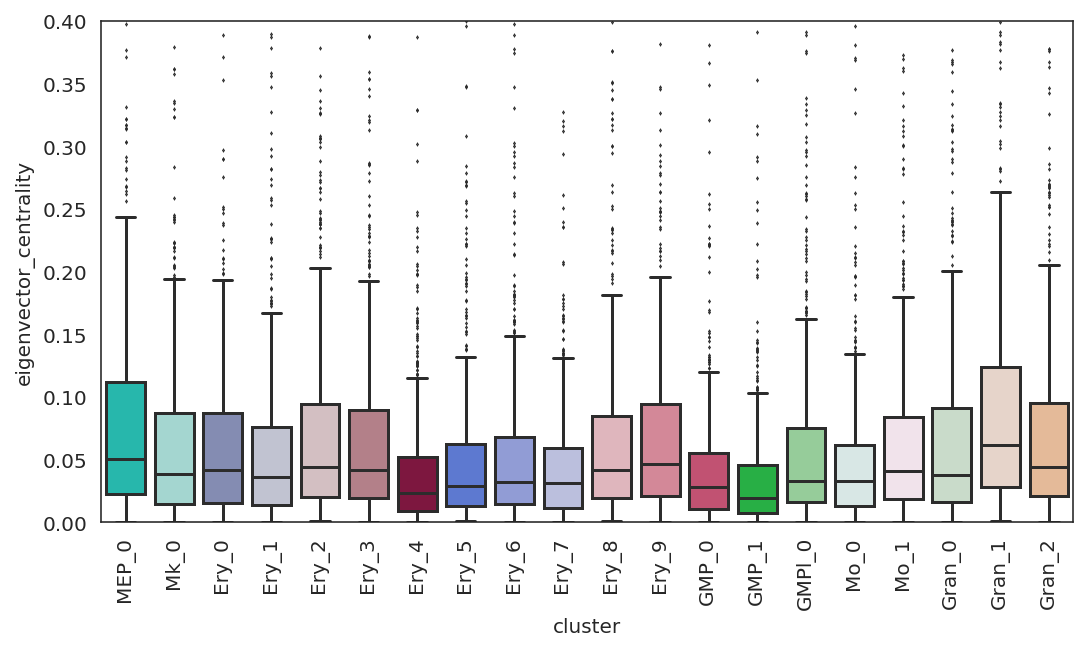 eigenvector_centrality
0.40
0.35
0.30
0.25
0.20
0.15
0.10
0.05
0.00
MEP_0
Mk_0
Ery_0
Ery_1
Ery_2
Ery_3
Ery_4
Ery_5
Ery_6
Ery_7
Ery_8
Ery_9
GMP_0
GMP_1
GMPl_0
Mo_0
Mo_1
Gran_0
Gran_1
Gran_2
cluster